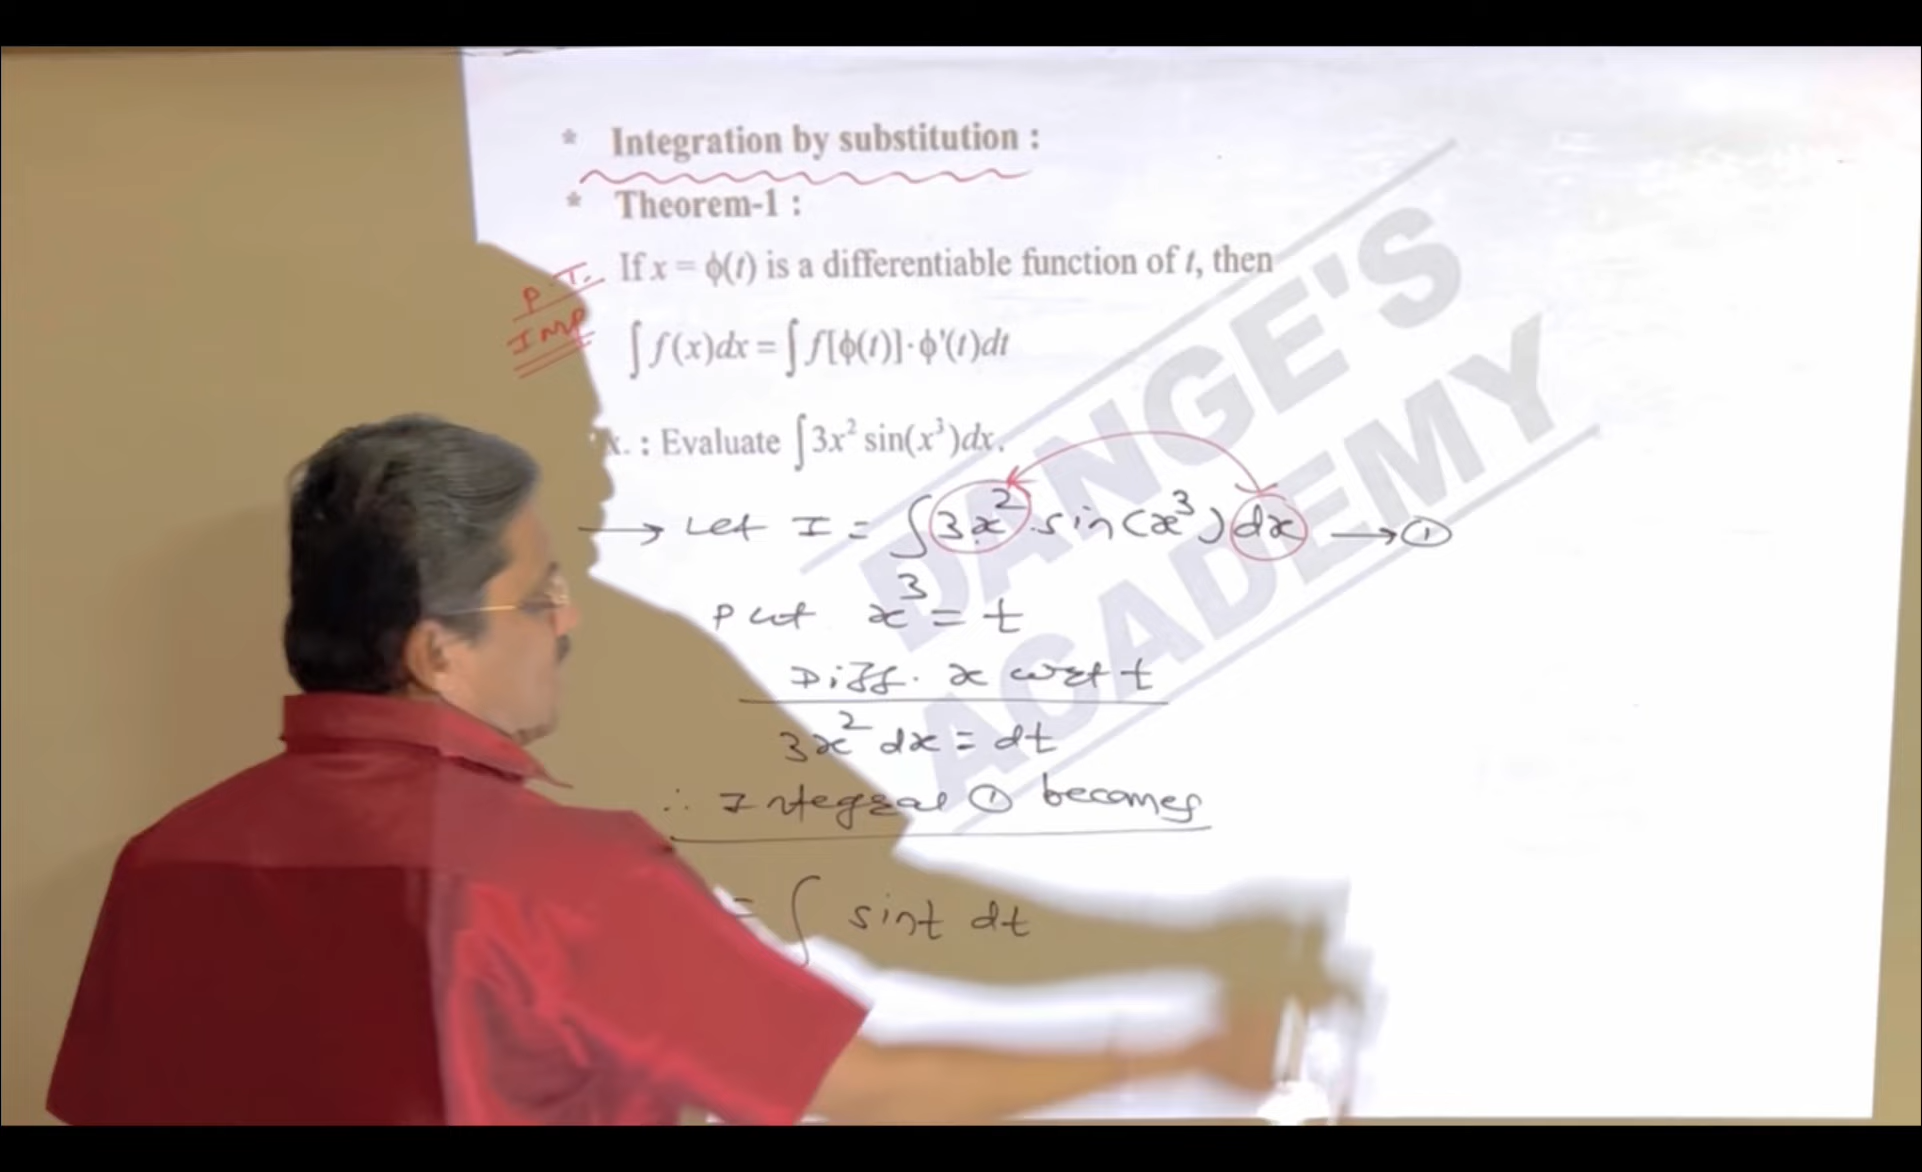 * Integration by substitution :
* Theorem-1 :
P.T. If x = ϕ(t) is a differentiable function of t, then
IMP ∫ f(x)dx = ∫ f[ϕ(t)]·ϕ'(t)dt
x. : Evaluate ∫ 3x² sin(x³)dx.
→ Let I = ∫ 3x² . sin(x³) dx → ①
Put x³ = t
Diff. x wrt t
3x² dx = dt
∴ Integral ① becomes
= ∫ sint dt
DANGE'S
ACADEMY